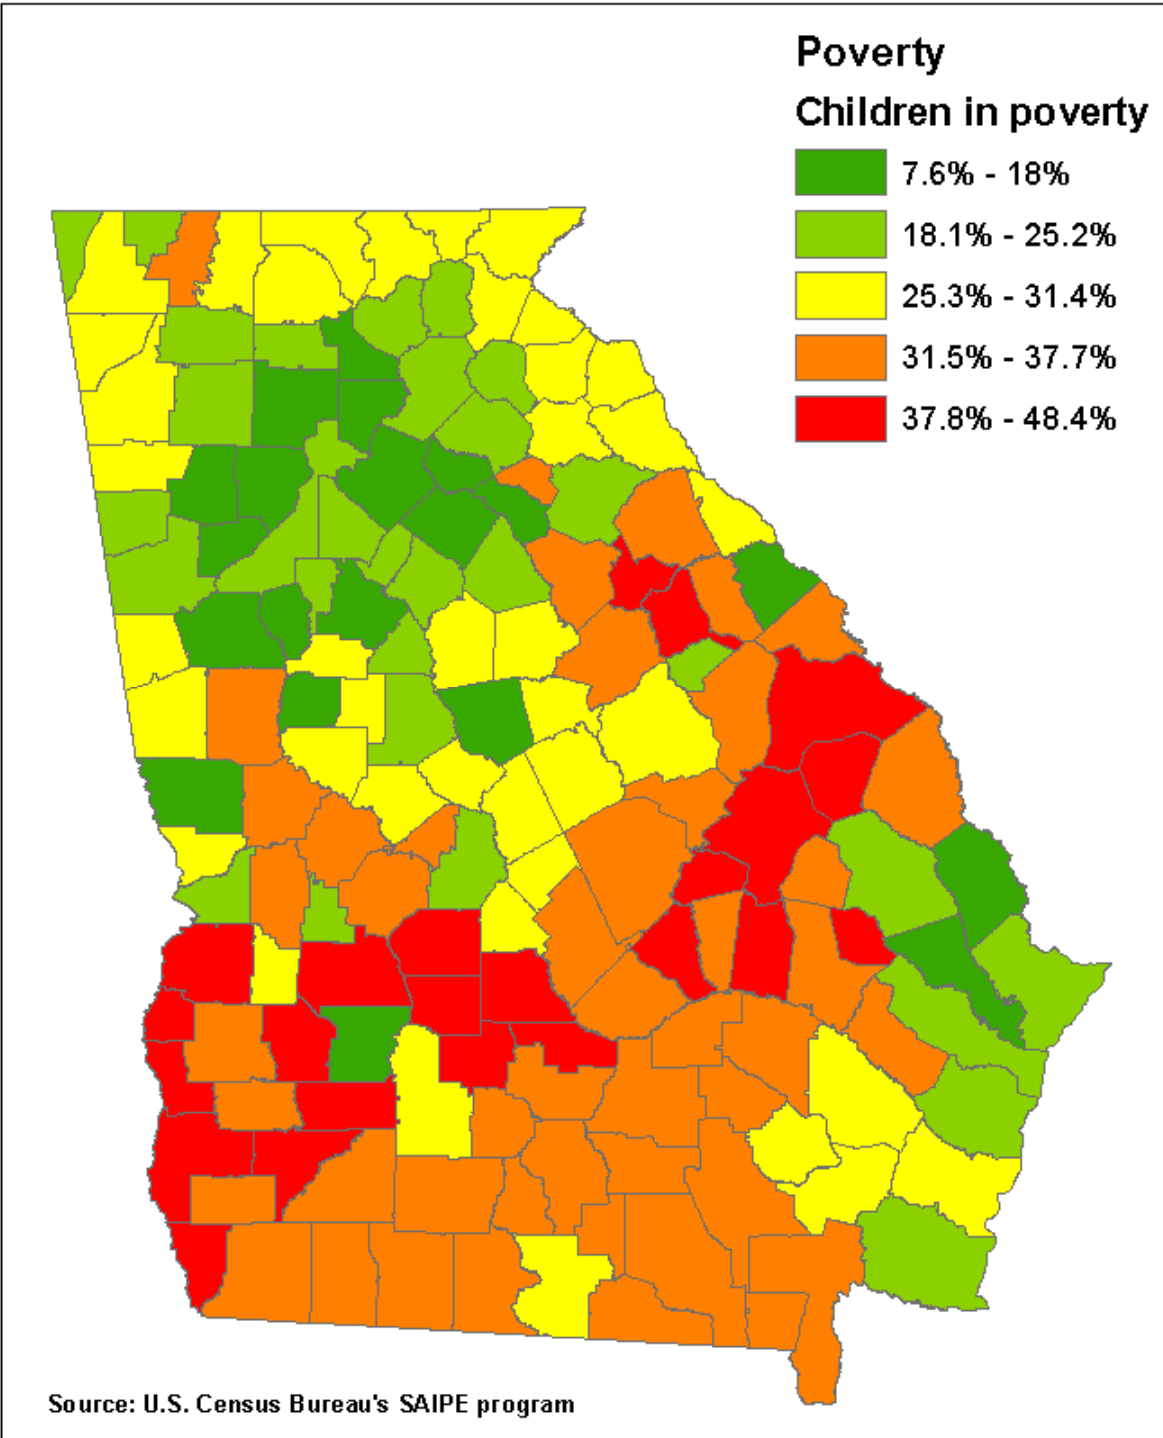 Poverty
Children in poverty
7.6% - 18%
18.1% - 25.2%
25.3% - 31.4%
31.5% - 37.7%
37.8% - 48.4%
Source: U.S. Census Bureau's SAIPE program